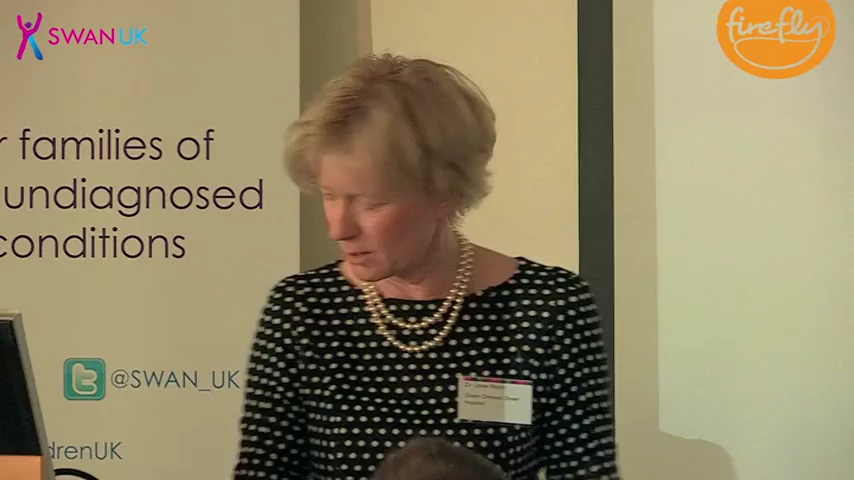 SWAN UK
firefly
r families of
undiagnosed
conditions
@SWAN_UK
drenUK